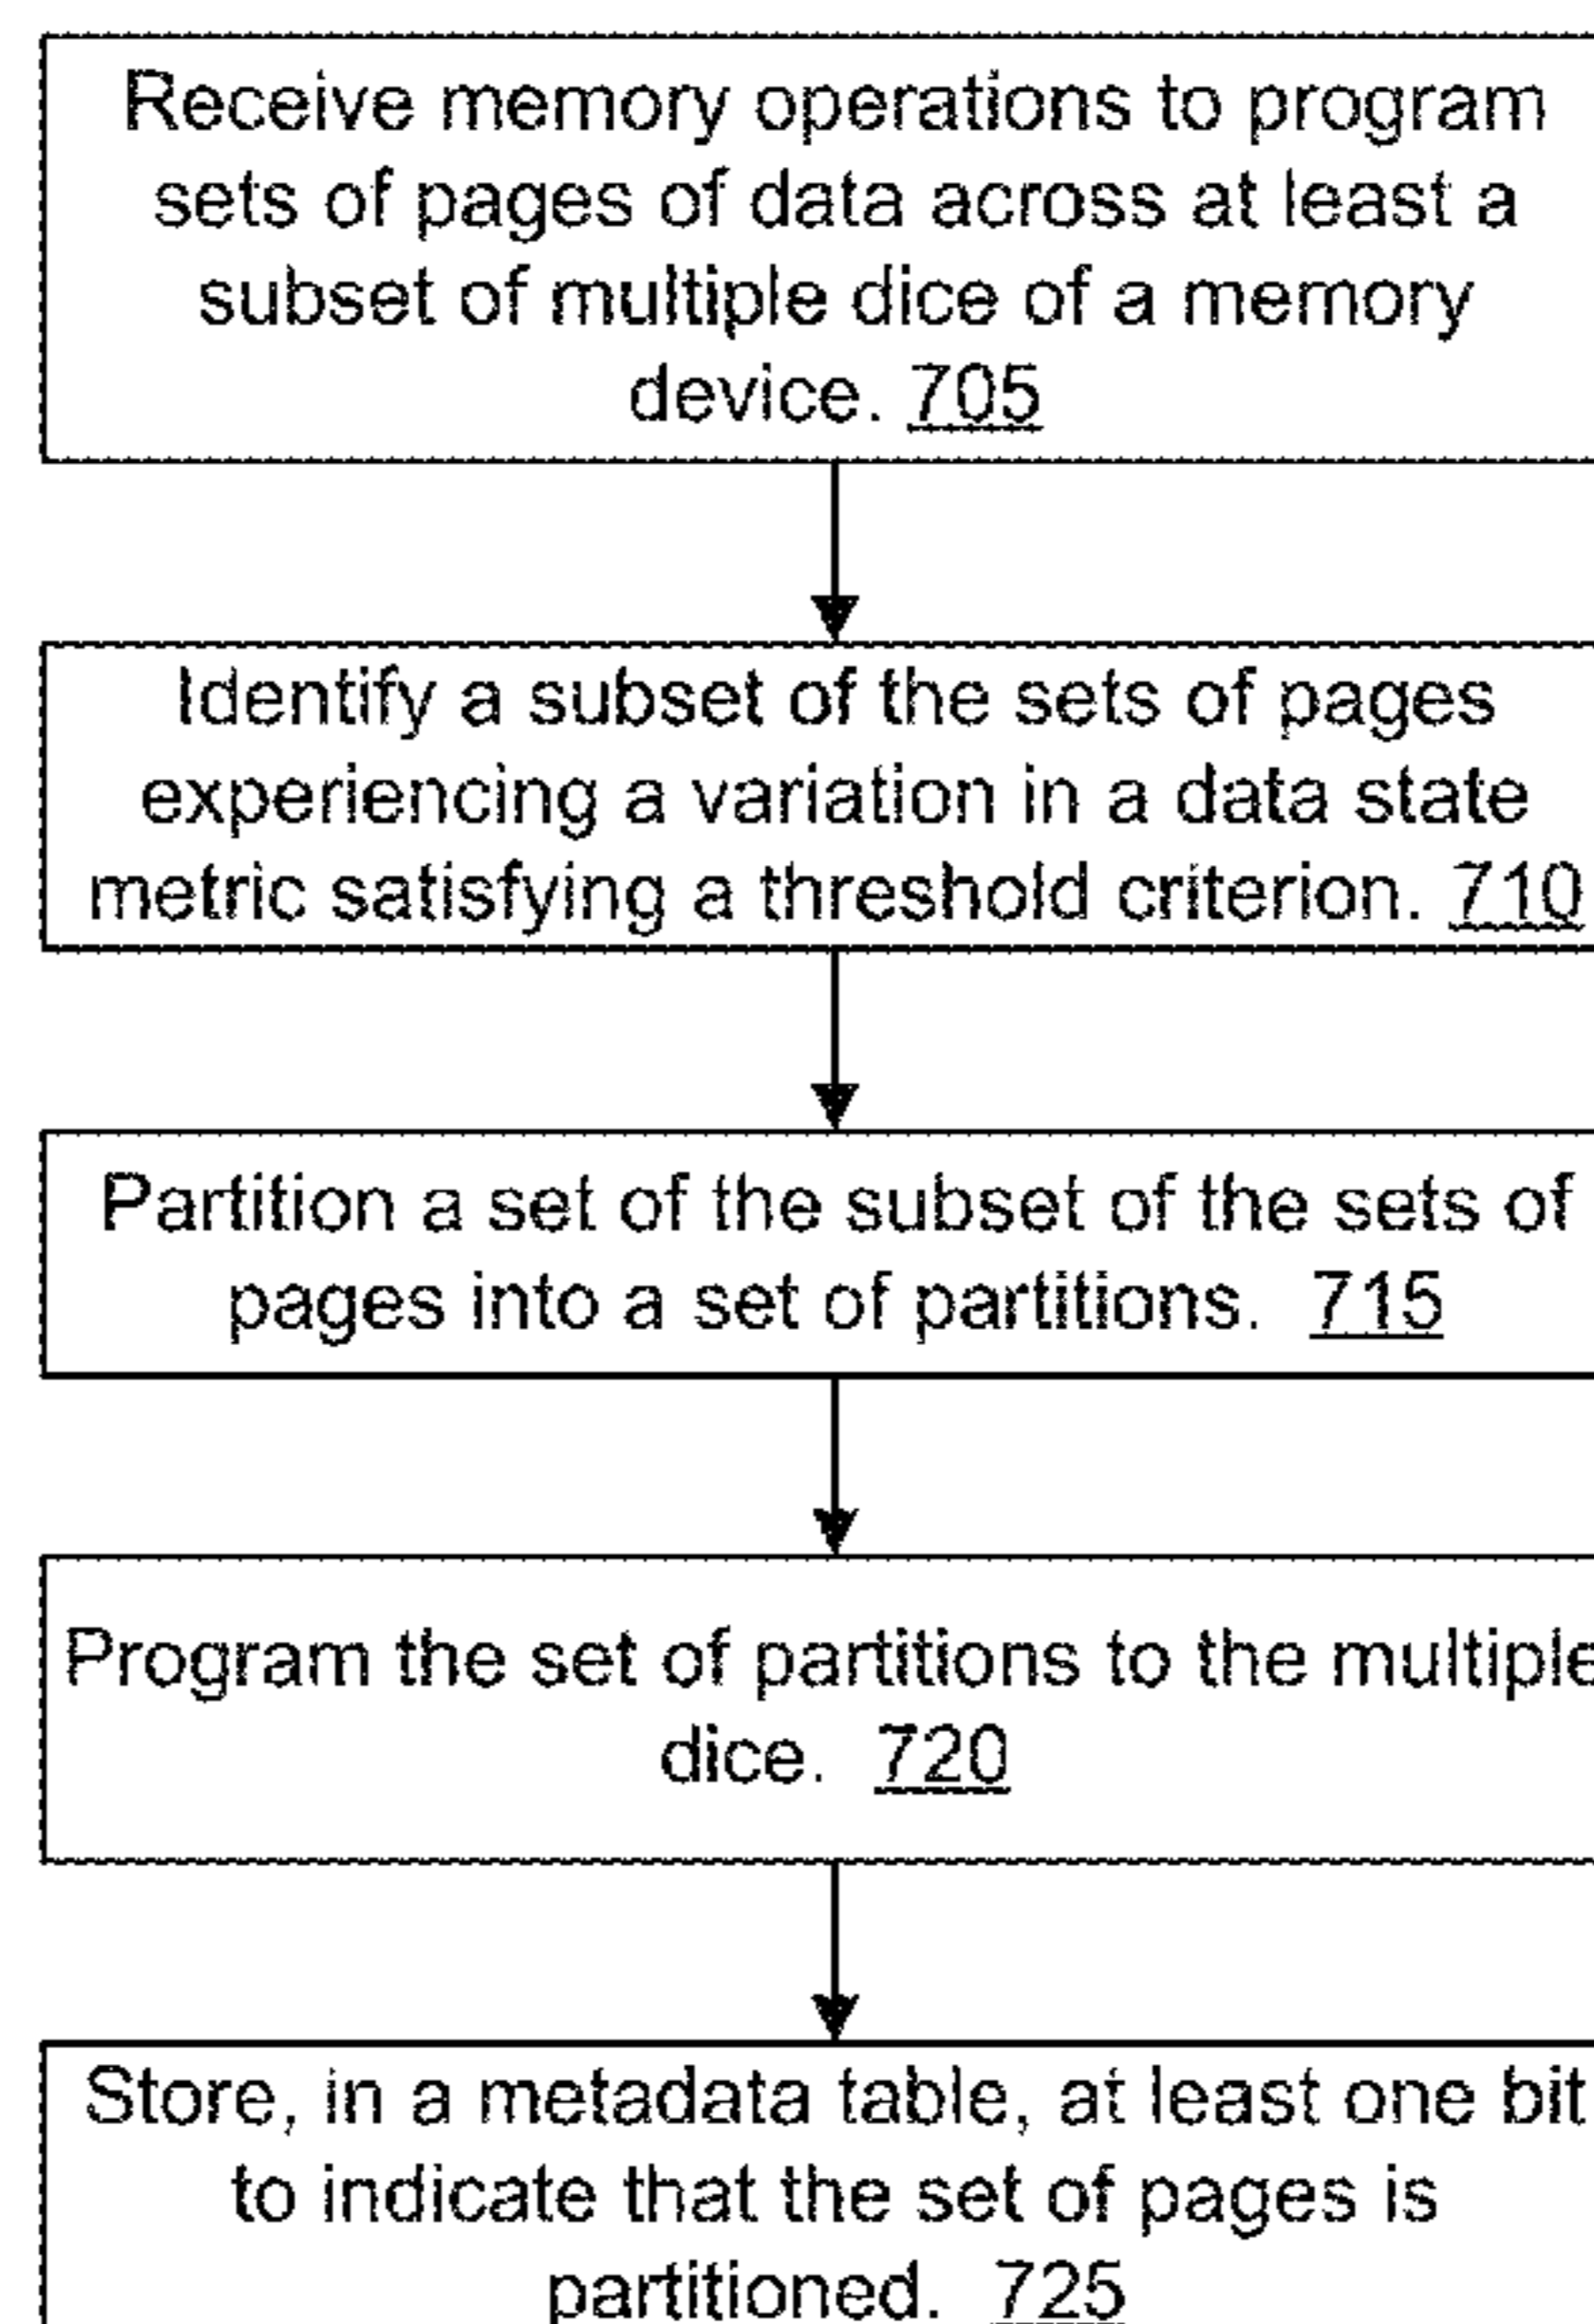 Receive memory operations to program
sets of pages of data across at least a
subset of multiple dice of a memory
device. 705
Identify a subset of the sets of pages
experiencing a variation in a data state
metric satisfying a threshold criterion. 710
Partition a set of the subset of the sets of
pages into a set of partitions. 715
Program the set of partitions to the multiple
dice. 720
Store, in a metadata table, at least one bit
to indicate that the set of pages is
partitioned. 725